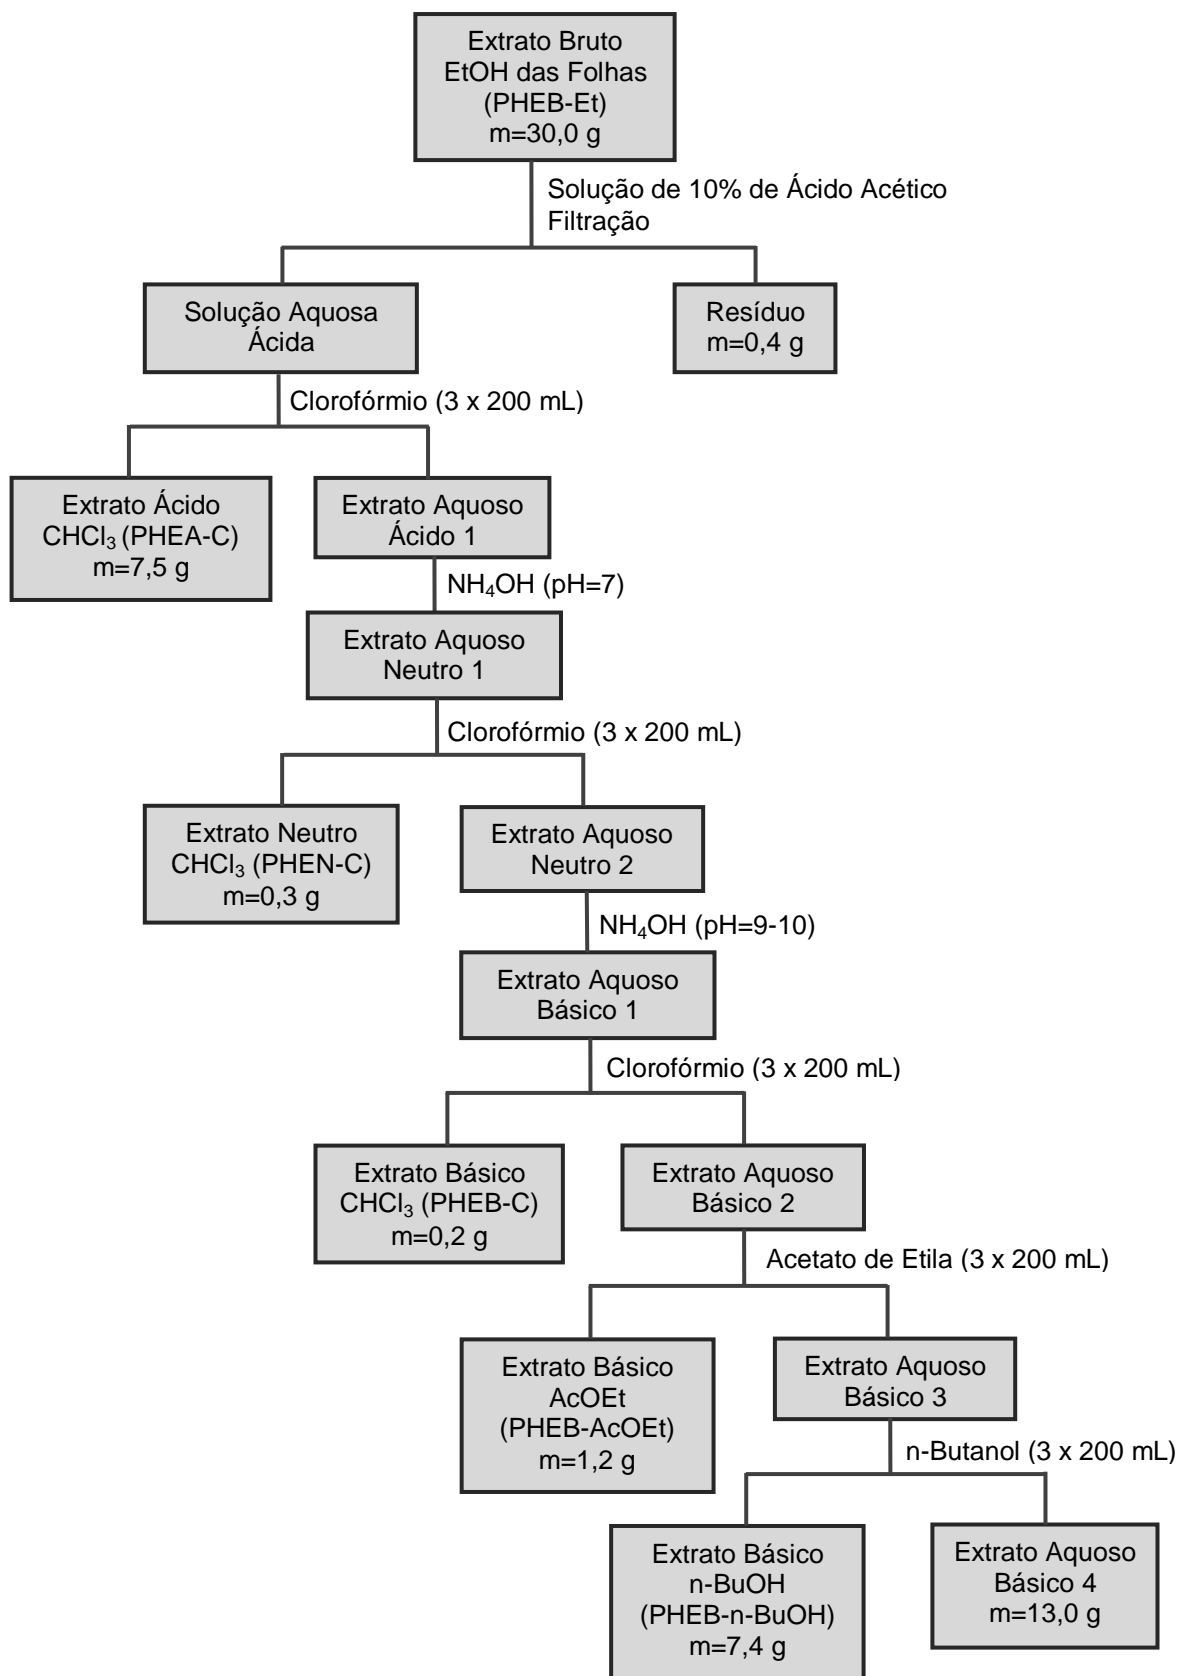 Extrato Bruto
EtOH das Folhas
(PHEB-Et)
m=30,0 g
Solução de 10% de Ácido Acético
Filtração
Solução Aquosa
Ácida
Resíduo
m=0,4 g
Clorofórmio (3 x 200 mL)
Extrato Ácido
CHCl₃ (PHEA-C)
m=7,5 g
Extrato Aquoso
Ácido 1
NH₄OH (pH=7)
Extrato Aquoso
Neutro 1
Clorofórmio (3 x 200 mL)
Extrato Neutro
CHCl₃ (PHEN-C)
m=0,3 g
Extrato Aquoso
Neutro 2
NH₄OH (pH=9-10)
Extrato Aquoso
Básico 1
Clorofórmio (3 x 200 mL)
Extrato Básico
CHCl₃ (PHEB-C)
m=0,2 g
Extrato Aquoso
Básico 2
Acetato de Etila (3 x 200 mL)
Extrato Básico
AcOEt
(PHEB-AcOEt)
m=1,2 g
Extrato Aquoso
Básico 3
n-Butanol (3 x 200 mL)
Extrato Básico
n-BuOH
(PHEB-n-BuOH)
m=7,4 g
Extrato Aquoso
Básico 4
m=13,0 g